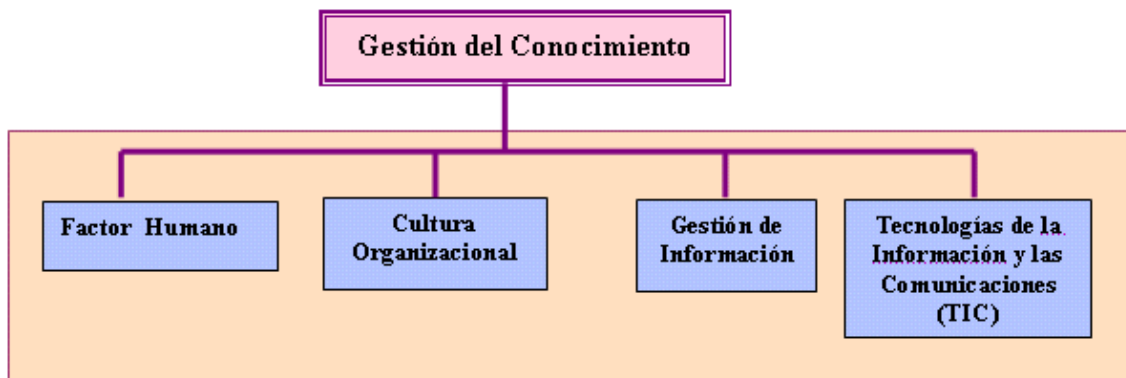 Gestión del Conocimiento
Factor Humano
Cultura
Organizacional
Gestión de
Información
Tecnologías de la
Información y las
Comunicaciones
(TIC)